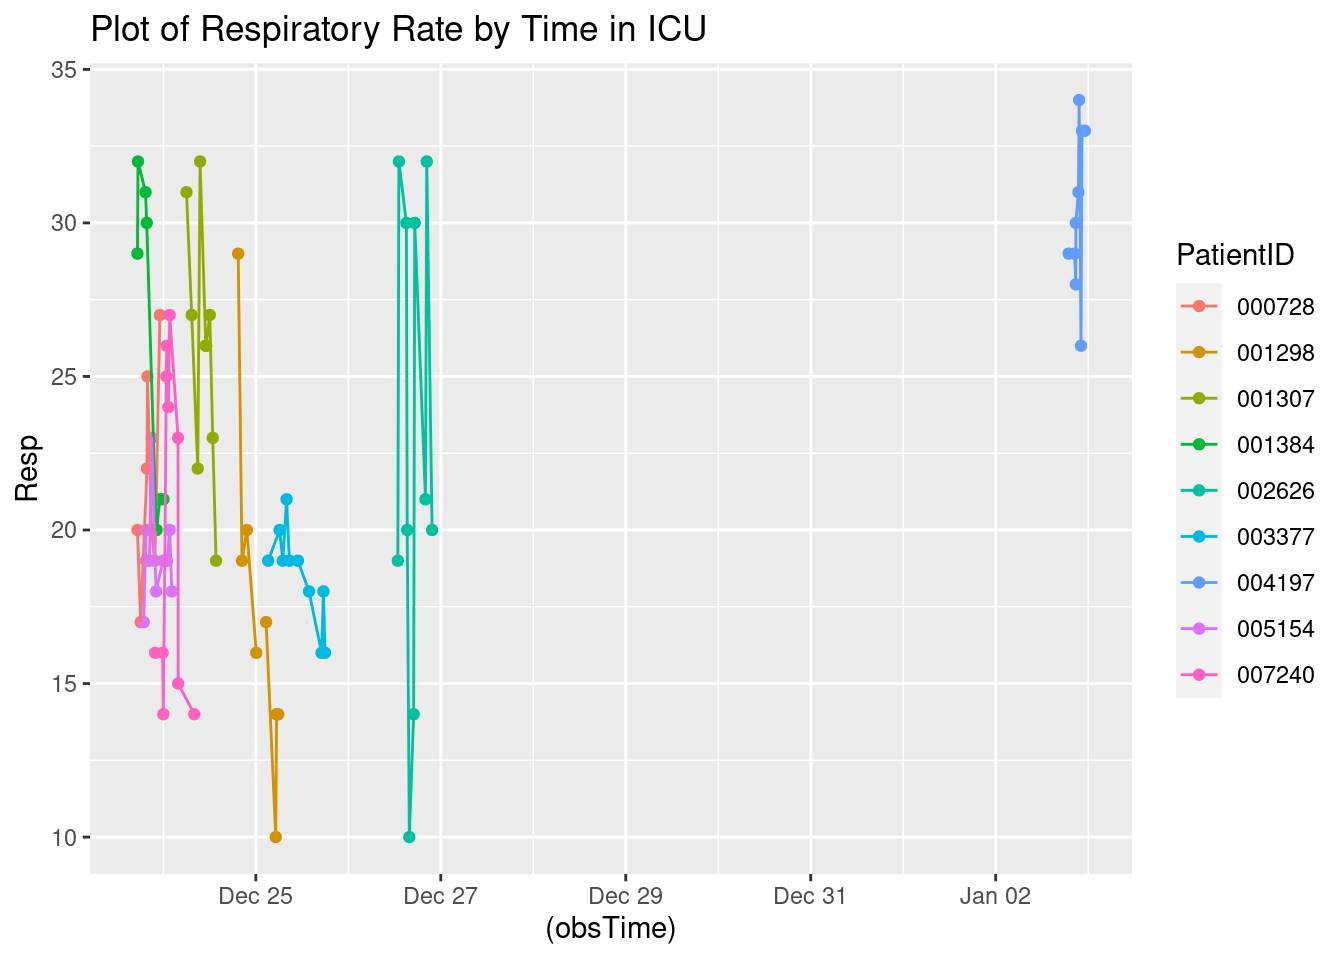 Plot of Respiratory Rate by Time in ICU
35
30
25
20
15
10
Resp
Dec 25
Dec 27
Dec 29
Dec 31
Jan 02
(obsTime)
PatientID
000728
001298
001307
001384
002626
003377
004197
005154
007240